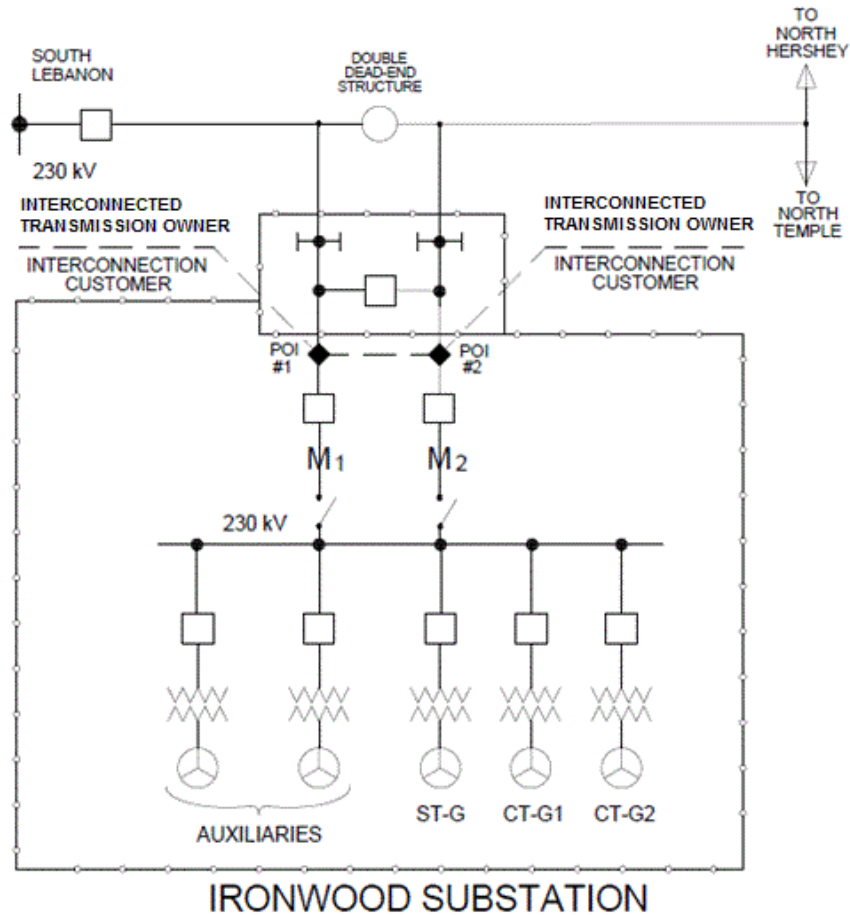 TO
NORTH
HERSHEY
SOUTH
LEBANON
DOUBLE
DEAD-END
STRUCTURE
230 kV
TO
NORTH
TEMPLE
INTERCONNECTED
TRANSMISSION OWNER
INTERCONNECTION
CUSTOMER
INTERCONNECTED
TRANSMISSION OWNER
INTERCONNECTION
CUSTOMER
POI
#1
POI
#2
M1
M2
230 kV
AUXILIARIES
ST-G
CT-G1
CT-G2
IRONWOOD SUBSTATION